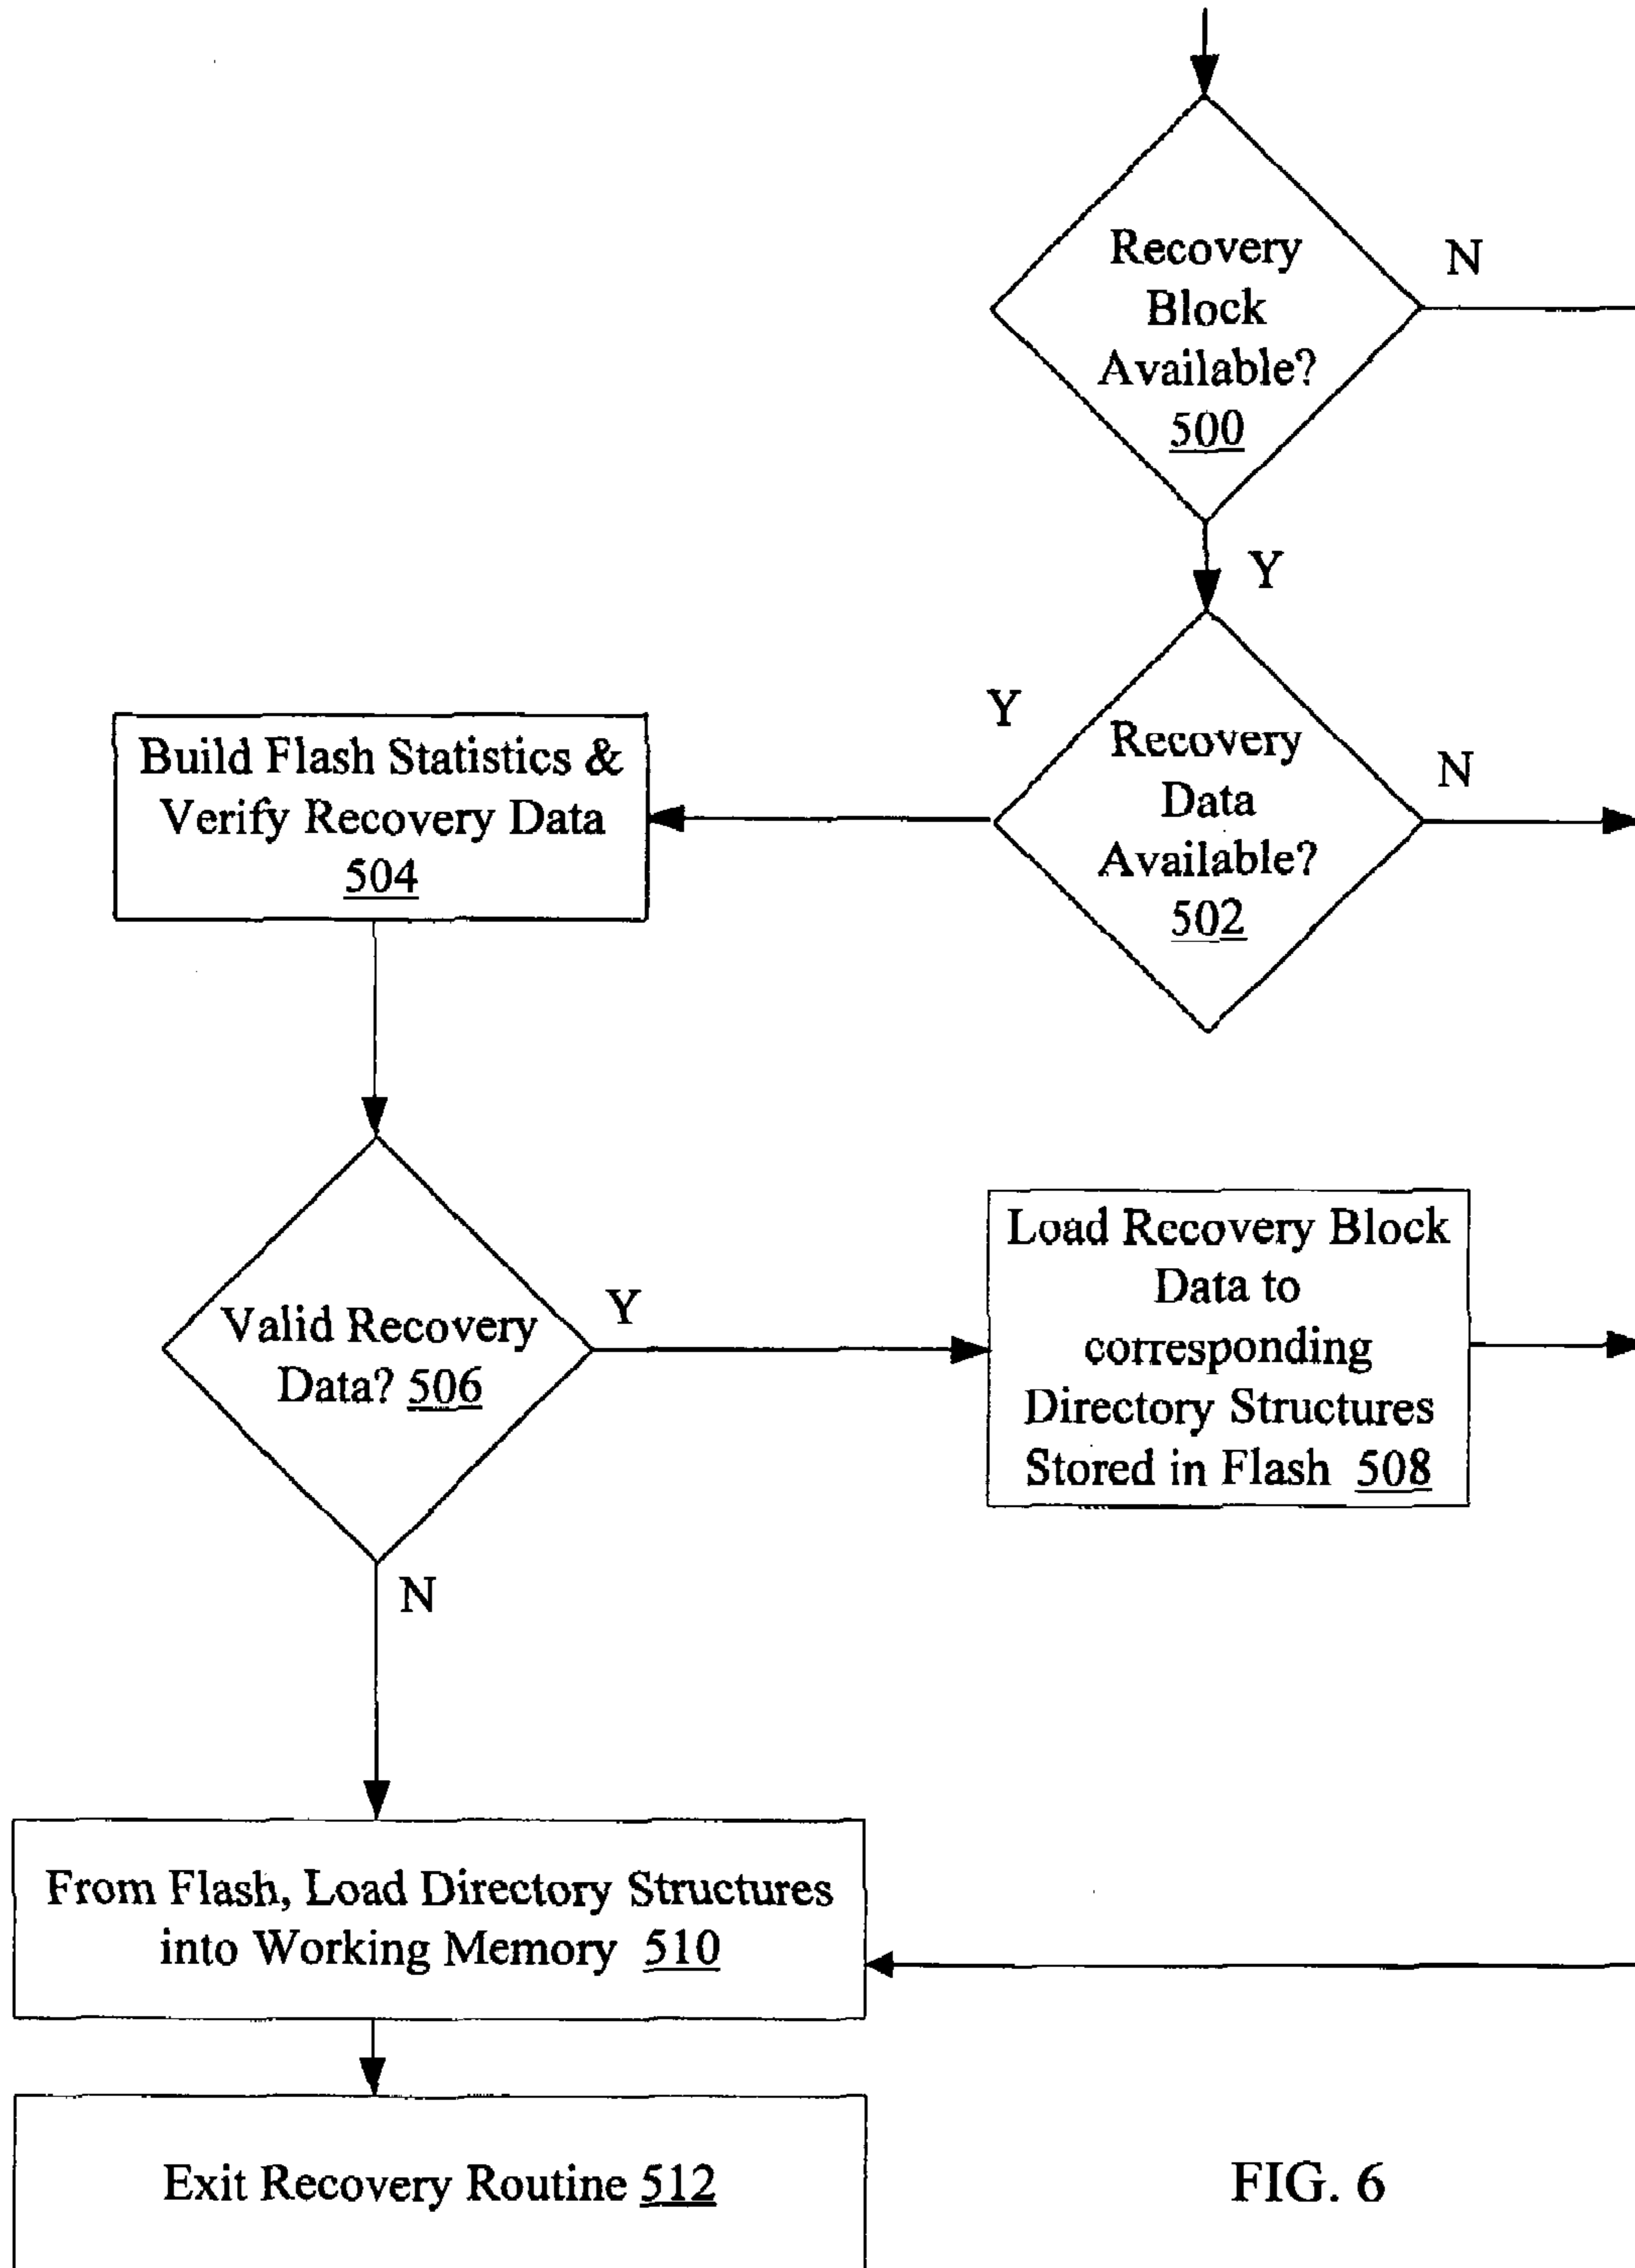 Recovery
Block
Available?
500
N
Y
Recovery
Data
Available?
502
Y
N
Build Flash Statistics &
Verify Recovery Data
504
Valid Recovery
Data? 506
Y
N
Load Recovery Block
Data to
corresponding
Directory Structures
Stored in Flash 508
From Flash, Load Directory Structures
into Working Memory 510
Exit Recovery Routine 512
FIG. 6